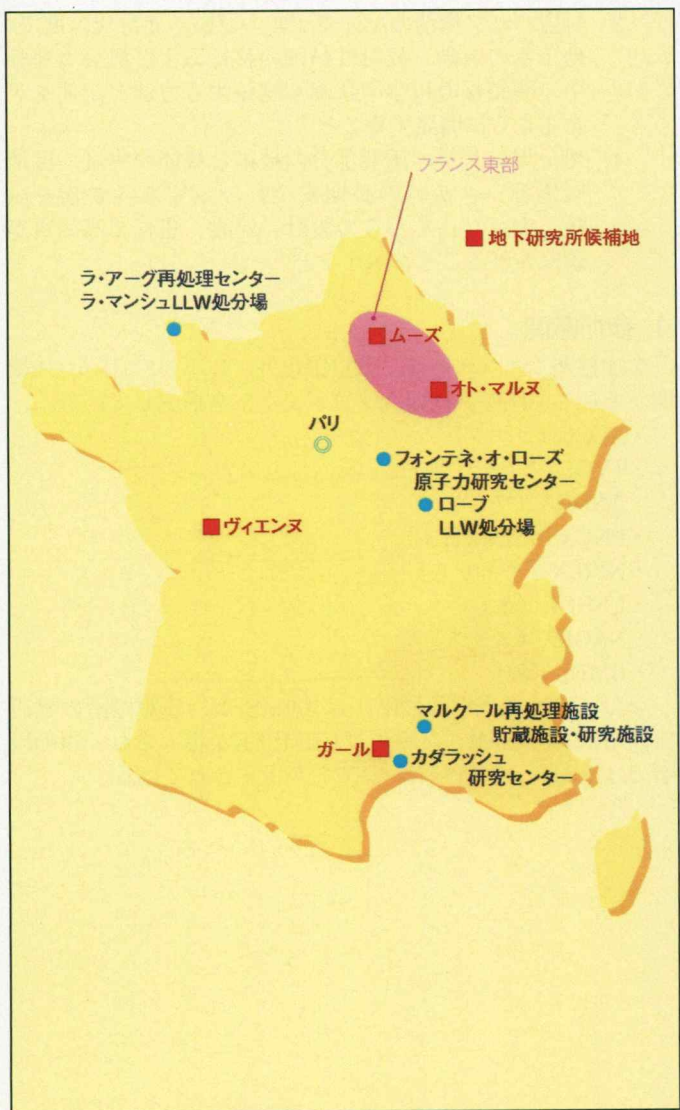 フランス東部
地下研究所候補地
ラ・アーグ再処理センター
ラ・マンシュLLW処分場
ムーズ
オト・マルヌ
パリ
フォンテネ・オ・ローズ
原子力研究センター
ローブ
LLW処分場
ヴィエンヌ
マルクール再処理施設
貯蔵施設・研究施設
ガール
カダラッシュ
研究センター